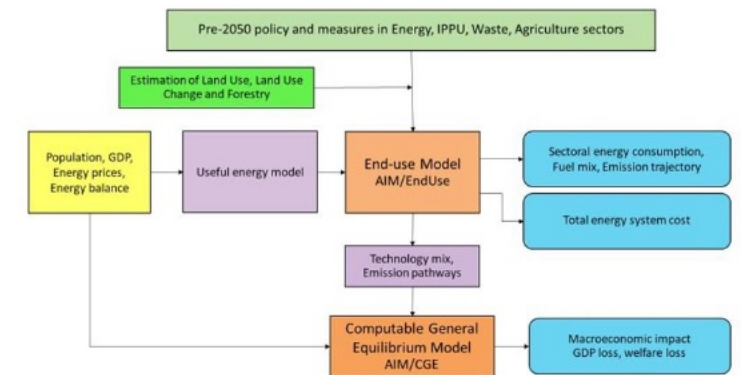 Pre-2050 policy and measures in Energy, IPPU, Waste, Agriculture sectors
Estimation of Land Use, Land Use
Change and Forestry
Population, GDP,
Energy prices,
Energy balance
Useful energy model
End-use Model
AIM/EndUse
Sectoral energy consumption,
Fuel mix, Emission trajectory
Total energy system cost
Technology mix,
Emission pathways
Computable General
Equilibrium Model
AIM/CGE
Macroeconomic impact
GDP loss, welfare loss